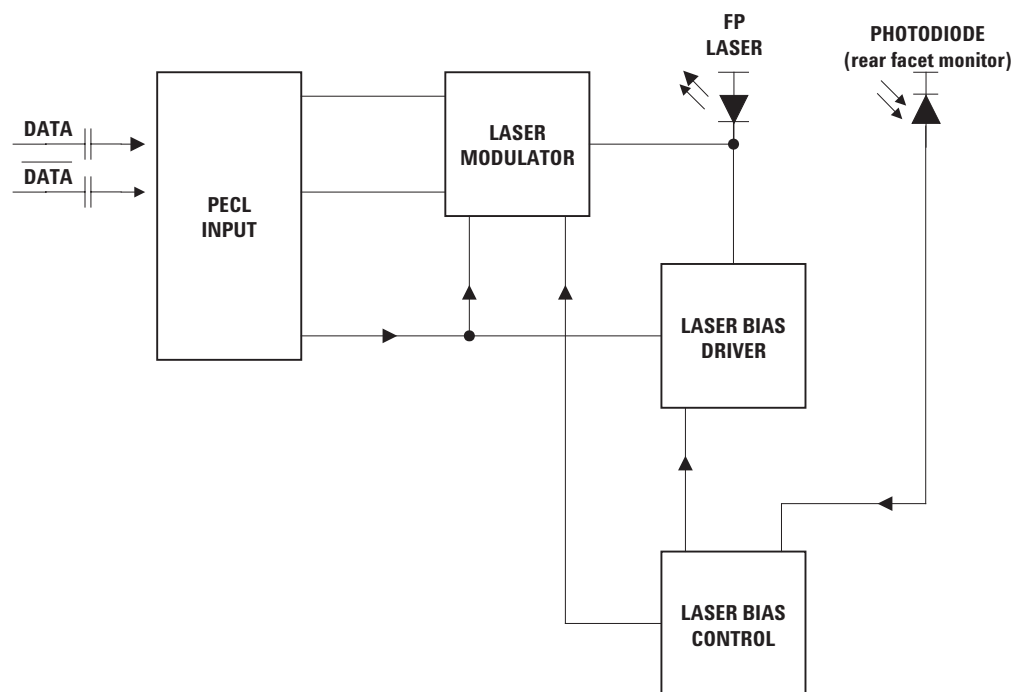 FP
LASER
PHOTODIODE
(rear facet monitor)
DATA
DATA
PECL
INPUT
LASER
MODULATOR
LASER BIAS
DRIVER
LASER BIAS
CONTROL